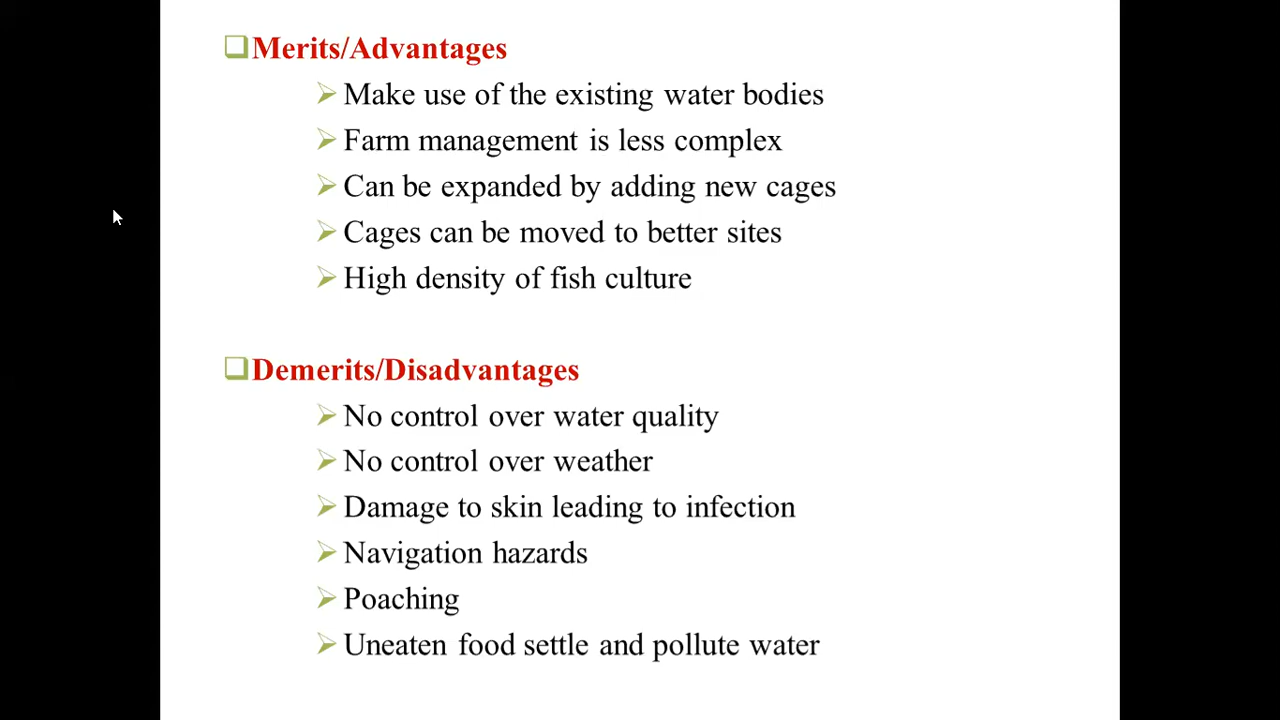 Merits/Advantages
Make use of the existing water bodies
Farm management is less complex
Can be expanded by adding new cages
Cages can be moved to better sites
High density of fish culture
Demerits/Disadvantages
No control over water quality
No control over weather
Damage to skin leading to infection
Navigation hazards
Poaching
Uneaten food settle and pollute water